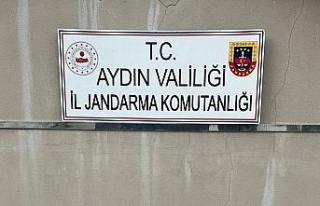 T.C.
AYDIN VALİLİĞİ
İL JANDARMA KOMUTANLIĞI